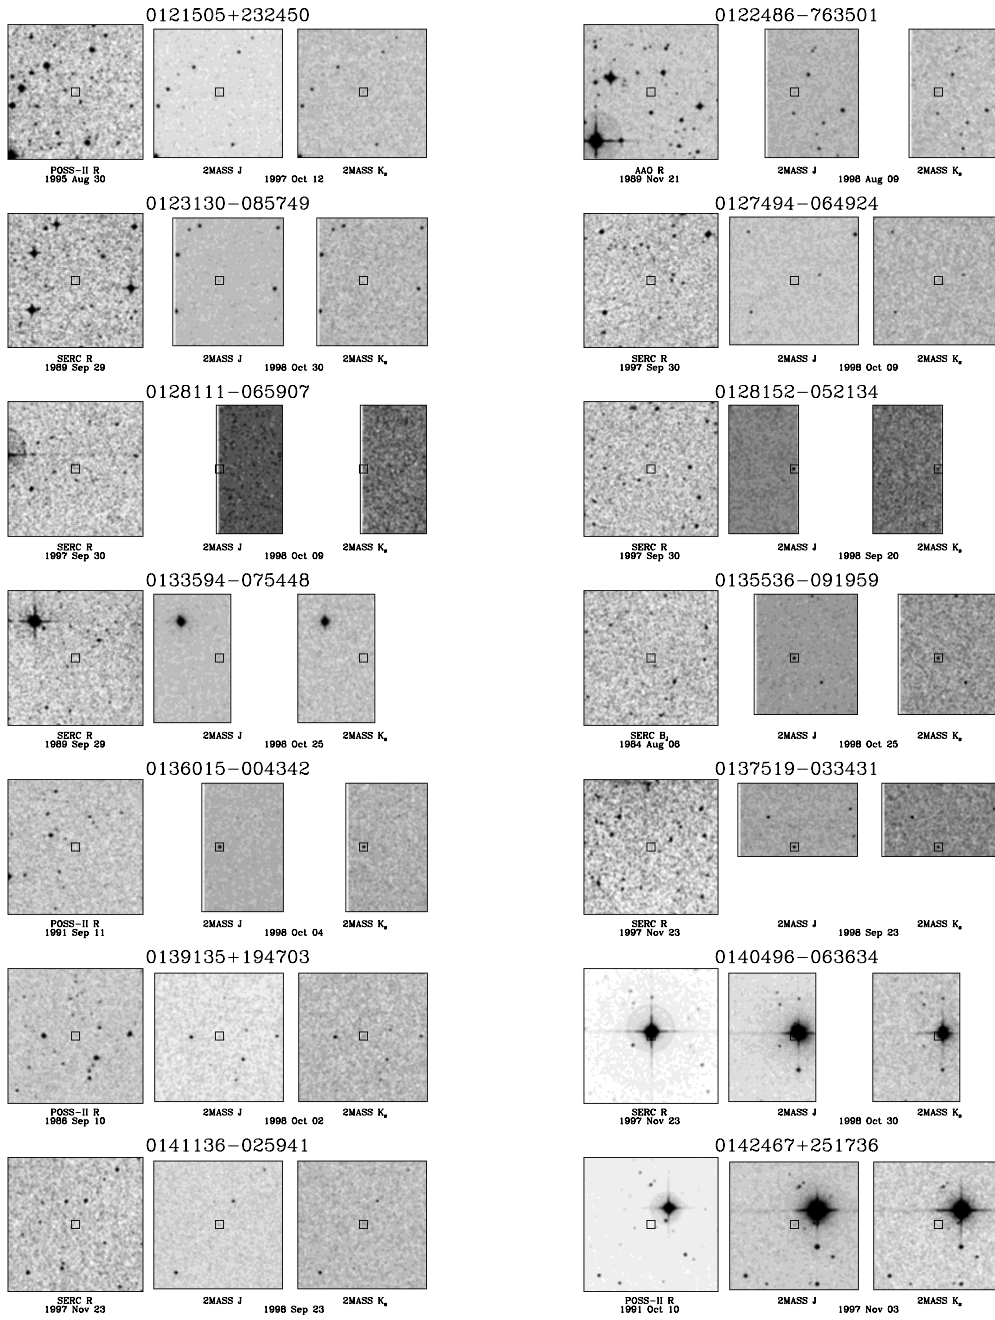 0121505+232450
POSS-II R
1995 Aug 30
2MASS J
1997 Oct 12
2MASS Ks
0122486-763501
AAO R
1989 Nov 21
2MASS J
1998 Aug 09
2MASS Ks
0123130-085749
SERC R
1989 Sep 29
2MASS J
1998 Oct 30
2MASS Ks
0127494-064924
SERC R
1997 Sep 30
2MASS J
1998 Oct 09
2MASS Ks
0128111-065907
SERC R
1997 Sep 30
2MASS J
1998 Oct 09
2MASS Ks
0128152-052134
SERC R
1997 Sep 30
2MASS J
1998 Sep 20
2MASS Ks
0133594-075448
SERC R
1989 Sep 29
2MASS J
1998 Oct 25
2MASS Ks
0135536-091959
SERC BJ
1984 Aug 06
2MASS J
1998 Oct 25
2MASS Ks
0136015-004342
POSS-II R
1991 Sep 11
2MASS J
1998 Oct 04
2MASS Ks
0137519-033431
SERC R
1997 Nov 23
2MASS J
1998 Sep 23
2MASS Ks
0139135+194703
POSS-II R
1986 Sep 10
2MASS J
1998 Oct 02
2MASS Ks
0140496-063634
SERC R
1997 Nov 23
2MASS J
1998 Oct 30
2MASS Ks
0141136-025941
SERC R
1997 Nov 23
2MASS J
1998 Sep 23
2MASS Ks
0142467+251736
POSS-II R
1991 Oct 10
2MASS J
1997 Nov 03
2MASS Ks